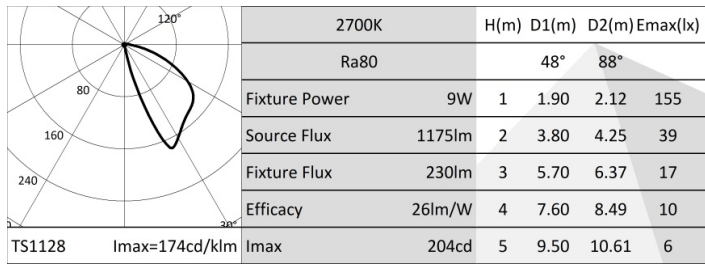 120°
80
160
240
30°
TS1128 Imax=174cd/klm
2700K H(m) D1(m) D2(m) Emax(lx)
Ra80 48° 88°
Fixture Power 9W 1 1.90 2.12 155
Source Flux 1175lm 2 3.80 4.25 39
Fixture Flux 230lm 3 5.70 6.37 17
Efficacy 26lm/W 4 7.60 8.49 10
Imax 204cd 5 9.50 10.61 6